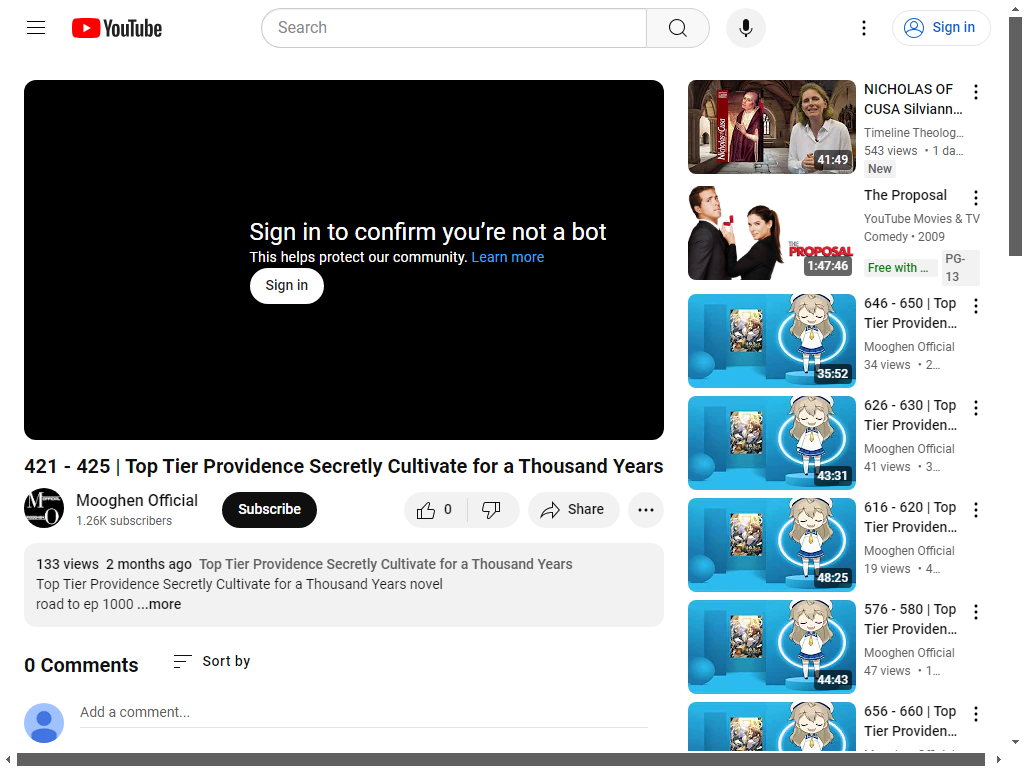 YouTube
Search
Sign in
Sign in to confirm you're not a bot
This helps protect our community. Learn more
Sign in
421 - 425 | Top Tier Providence Secretly Cultivate for a Thousand Years
Mooghen Official
1.26K subscribers
Subscribe
0
Share
133 views 2 months ago Top Tier Providence Secretly Cultivate for a Thousand Years
Top Tier Providence Secretly Cultivate for a Thousand Years novel
road to ep 1000 ...more
0 Comments
Sort by
Add a comment...
Nicholas of Cusa
41:49
NICHOLAS OF
CUSA Silviann...
Timeline Theolog...
543 views • 1 da...
New
THE PROPOSAL
1:47:46
The Proposal
YouTube Movies & TV
Comedy • 2009
Free with ...
PG-
13
35:52
646 - 650 | Top
Tier Providen...
Mooghen Official
34 views • 2...
43:31
626 - 630 | Top
Tier Providen...
Mooghen Official
41 views • 3...
48:25
616 - 620 | Top
Tier Providen...
Mooghen Official
19 views • 4...
44:43
576 - 580 | Top
Tier Providen...
Mooghen Official
47 views • 1...
656 - 660 | Top
Tier Providen...